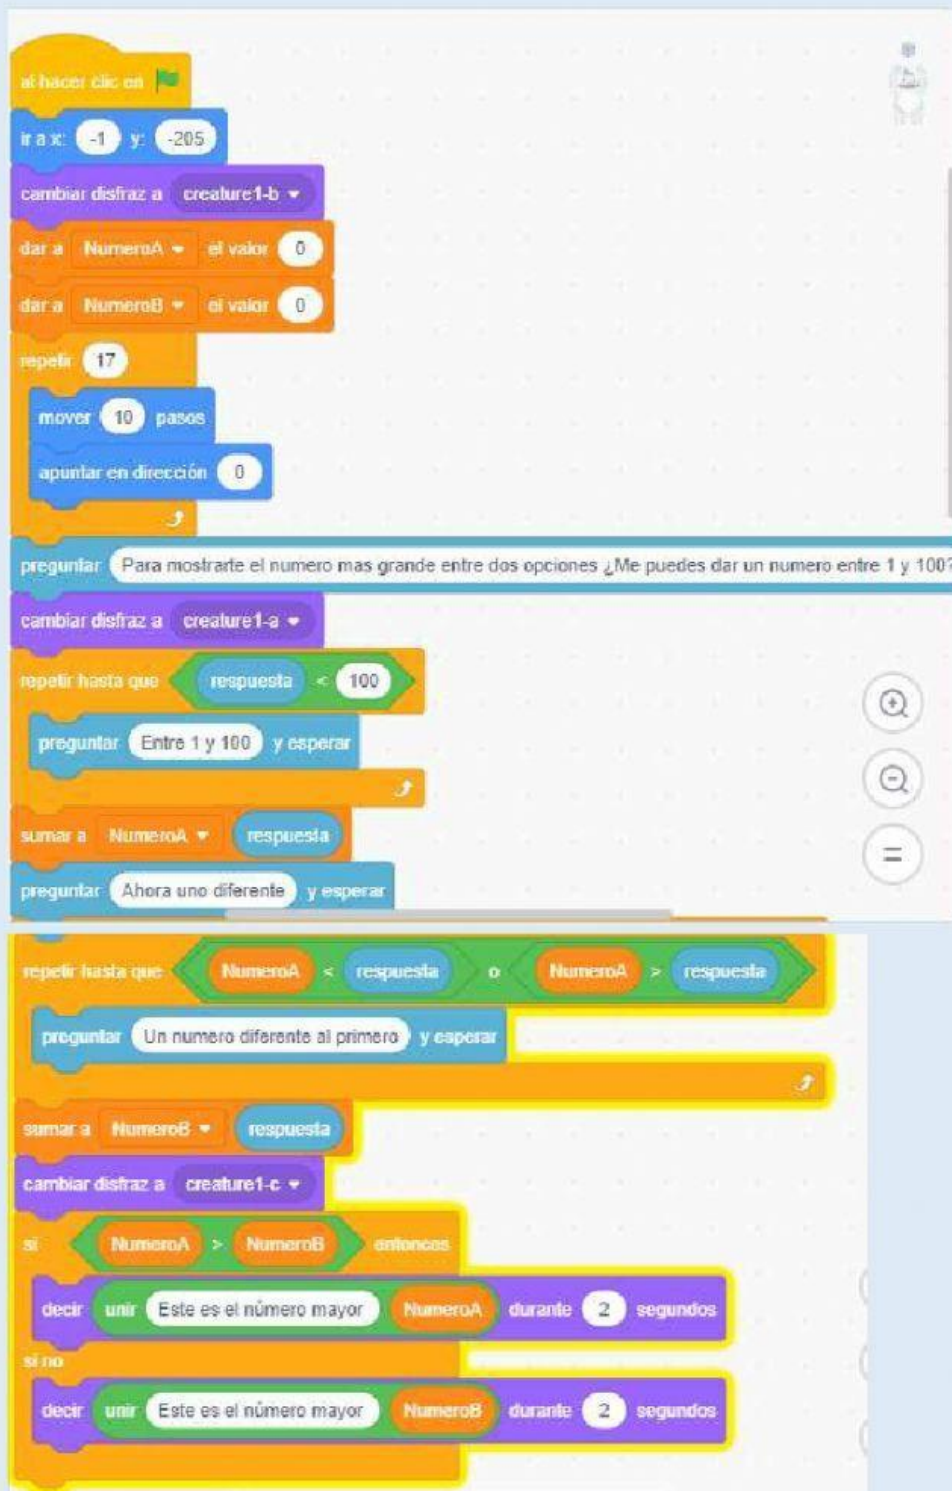 al hacer clic en
ir a x: -1 y: -205
cambiar disfraz a creature1-b
dar a NumeroA el valor 0
dar a NumeroB el valor 0
repetir 17
mover 10 pasos
apuntar en dirección 0
preguntar Para mostrarte el numero mas grande entre dos opciones ¿Me puedes dar un numero entre 1 y 100?
cambiar disfraz a creature1-a
repetir hasta que respuesta < 100
preguntar Entre 1 y 100 y esperar
sumar a NumeroA respuesta
preguntar Ahora uno diferente y esperar
repetir hasta que NumeroA < respuesta o NumeroA > respuesta
preguntar Un numero diferente al primero y esperar
sumar a NumeroB respuesta
cambiar disfraz a creature1-c
si NumeroA > NumeroB entonces
decir unir Este es el número mayor NumeroA durante 2 segundos
si no
decir unir Este es el número mayor NumeroB durante 2 segundos